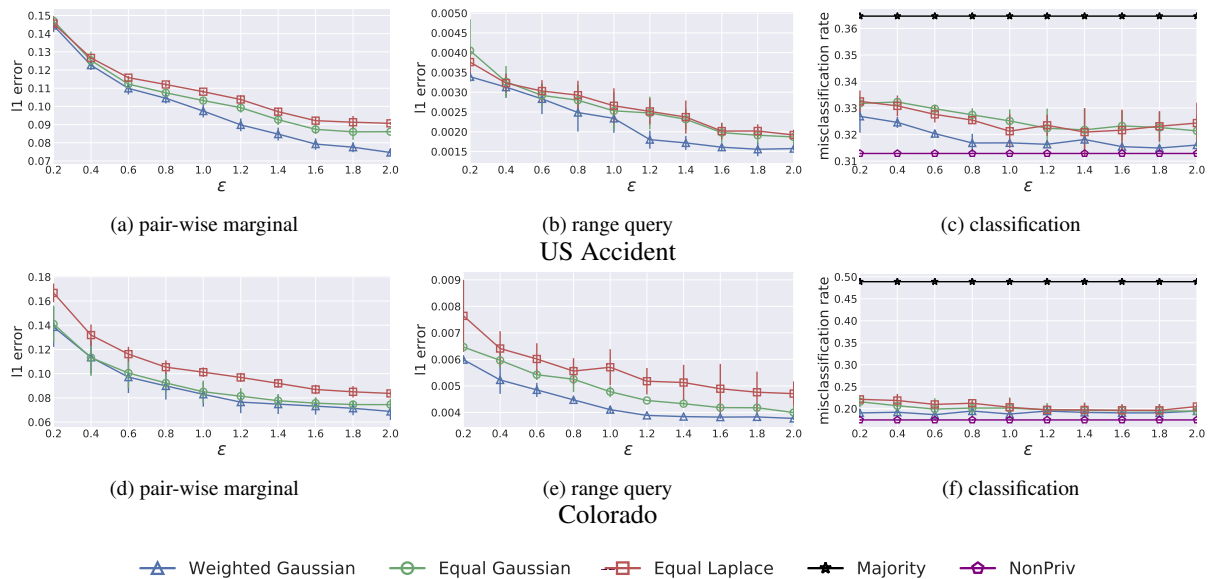 0.15
0.14
0.13
0.12
0.11
0.10
0.09
0.08
0.07
l1 error
0.2 0.4 0.6 0.8 1.0 1.2 1.4 1.6 1.8 2.0
ε
(a) pair-wise marginal
0.0050
0.0045
0.0040
0.0035
0.0030
0.0025
0.0020
0.0015
l1 error
0.2 0.4 0.6 0.8 1.0 1.2 1.4 1.6 1.8 2.0
ε
(b) range query
0.36
0.35
0.34
0.33
0.32
0.31
misclassification rate
0.2 0.4 0.6 0.8 1.0 1.2 1.4 1.6 1.8 2.0
ε
(c) classification
US Accident
0.18
0.16
0.14
0.12
0.10
0.08
0.06
l1 error
0.2 0.4 0.6 0.8 1.0 1.2 1.4 1.6 1.8 2.0
ε
(d) pair-wise marginal
0.009
0.008
0.007
0.006
0.005
0.004
l1 error
0.2 0.4 0.6 0.8 1.0 1.2 1.4 1.6 1.8 2.0
ε
(e) range query
0.50
0.45
0.40
0.35
0.30
0.25
0.20
misclassification rate
0.2 0.4 0.6 0.8 1.0 1.2 1.4 1.6 1.8 2.0
ε
(f) classification
Colorado
Weighted Gaussian Equal Gaussian Equal Laplace Majority NonPriv